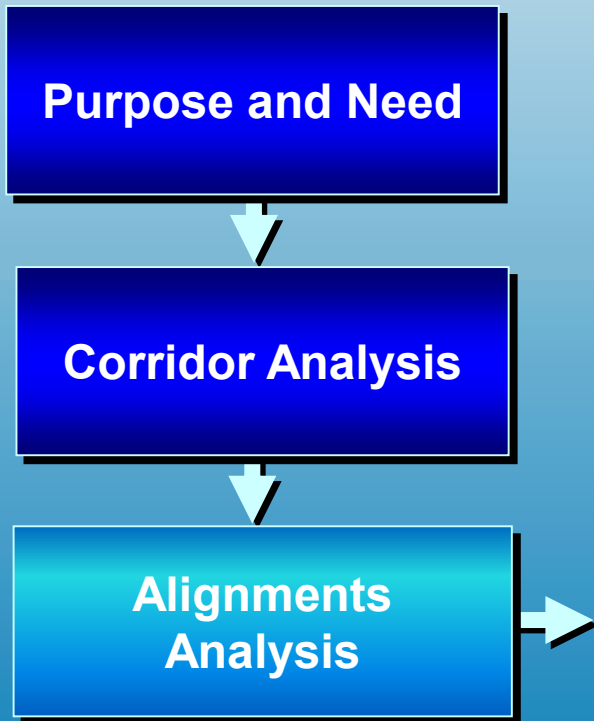 Purpose and Need
Corridor Analysis
Alignments
Analysis